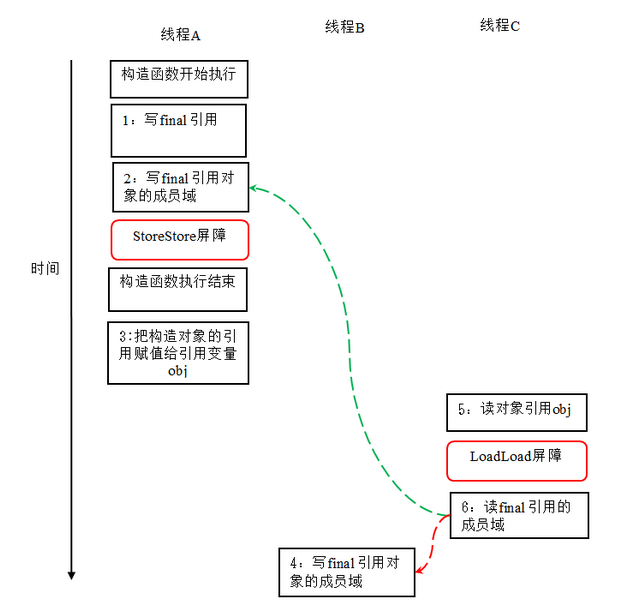 线程A
线程B
线程C
构造函数开始执行
1：写final 引用
2：写final 引用对
象的成员域
StoreStore屏障
时间
构造函数执行结束
3:把构造对象的引
用赋值给引用变量
obj
5：读对象引用obj
LoadLoad屏障
6：读final 引用的
成员域
4：写final 引用对
象的成员域